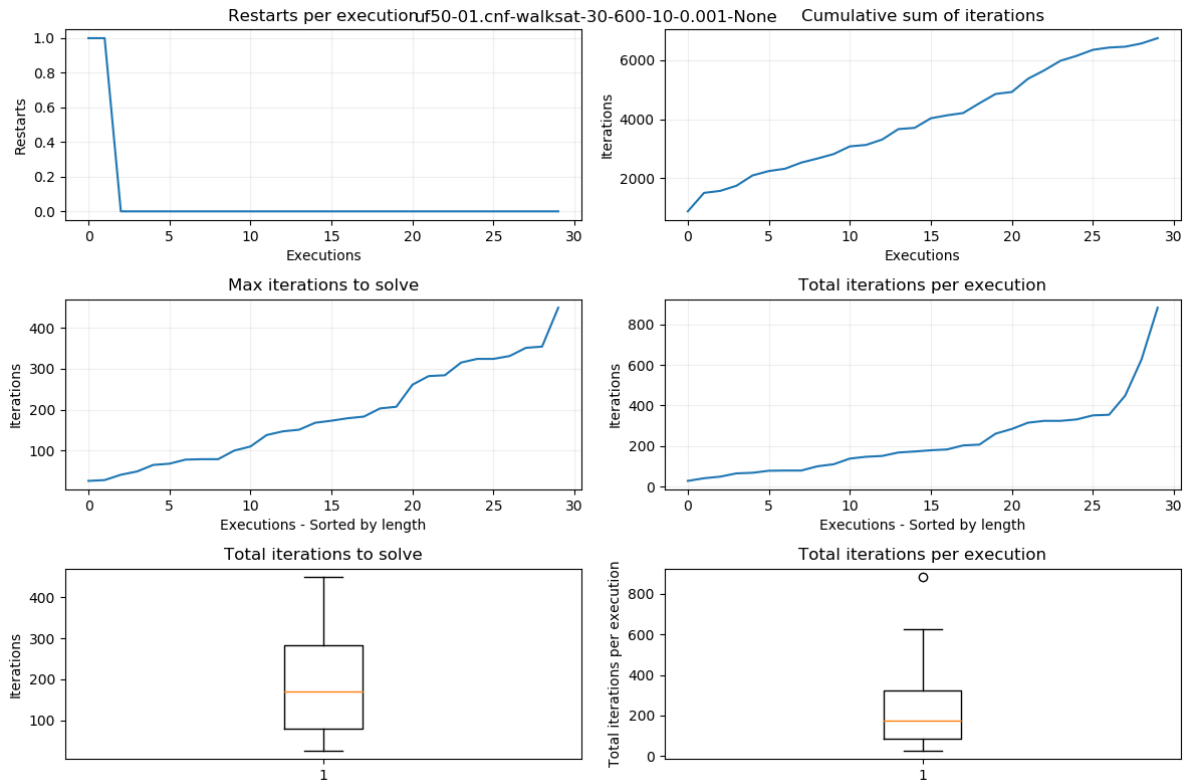 Restarts per execution uf50-01.cnf-walksat-30-600-10-0.001-None Cumulative sum of iterations
1.0
0.8
0.6
0.4
0.2
0.0
Restarts
0 5 10 15 20 25 30
Executions
6000
4000
2000
Iterations
0 5 10 15 20 25 30
Executions
Max iterations to solve
400
300
200
100
Iterations
0 5 10 15 20 25 30
Executions - Sorted by length
Total iterations per execution
800
600
400
200
0
Iterations
0 5 10 15 20 25 30
Executions - Sorted by length
Total iterations to solve
400
300
200
100
Iterations
1
Total iterations per execution
800
600
400
200
0
Total iterations per execution
1